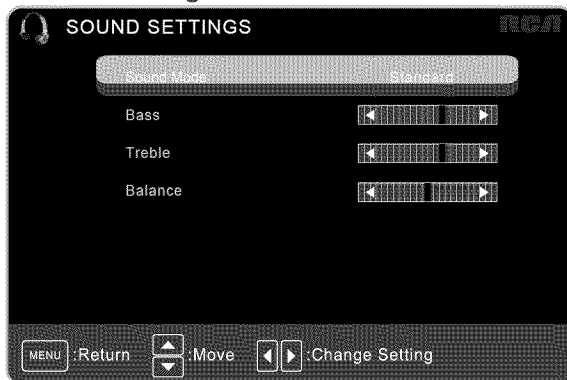 SOUND SETTINGS RCA
Sound Mode Standard
Bass
Treble
Balance
MENU :Return :Move :Change Setting